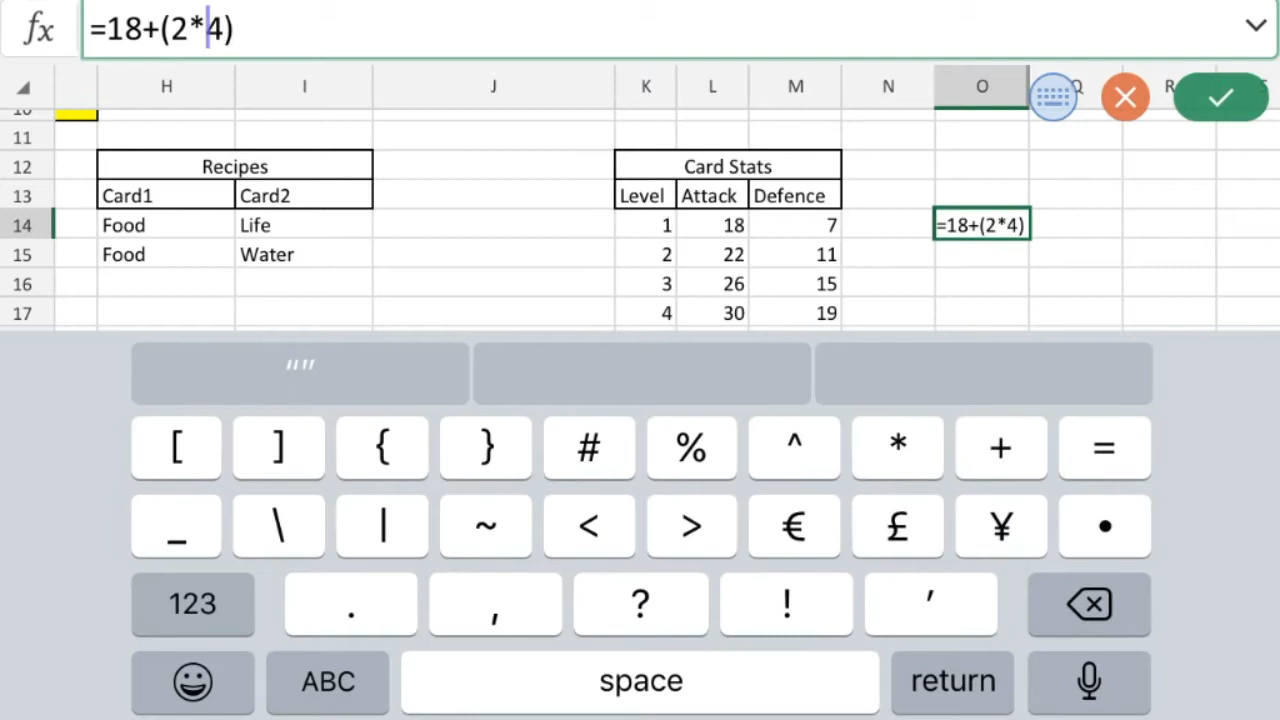 fx =18+(2*4)
H I J K L M N O Q R S
10
11
12 Recipes Card Stats
13 Card1 Card2 Level Attack Defence
14 Food Life 1 18 7 =18+(2*4)
15 Food Water 2 22 11
16 3 26 15
17 4 30 19
“”
[ ] { } # % ^ * + =
_ \ | ~ < > € £ ¥ •
123 . , ? ! ′
ABC space return